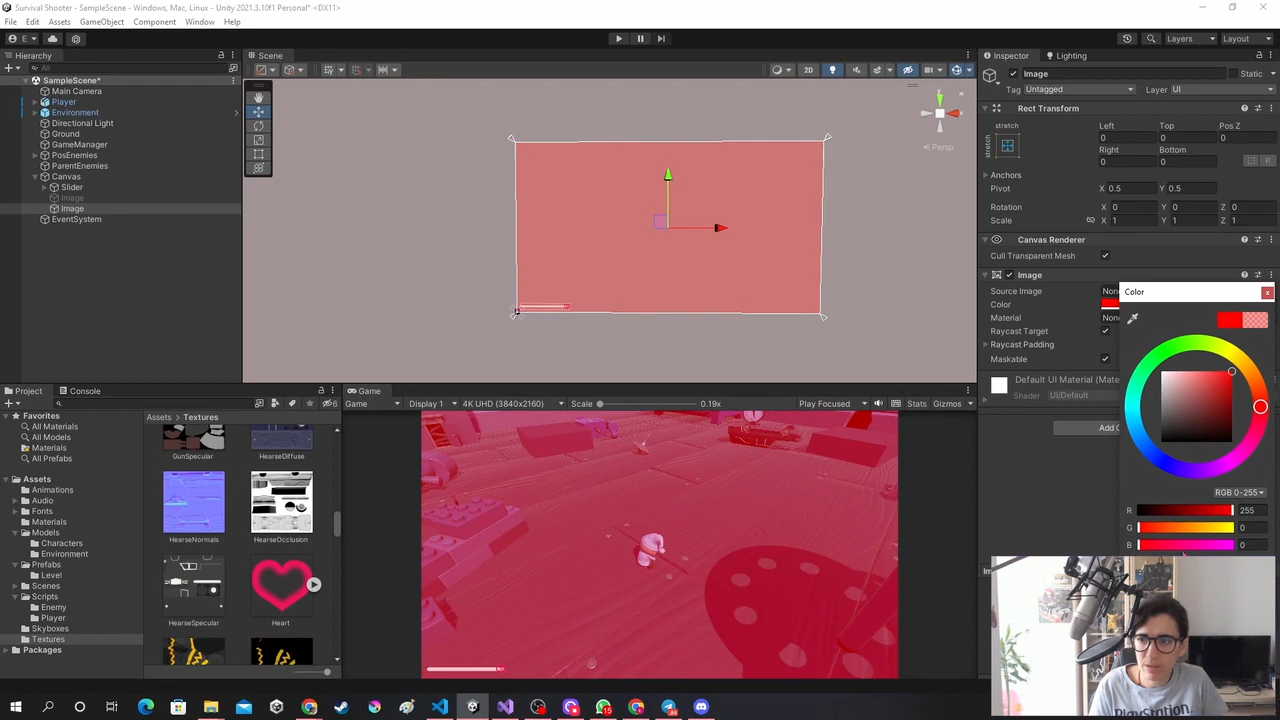 Survival Shooter - SampleScene - Windows, Mac, Linux - Unity 2021.3.10f1 Personal* <DX11>
File Edit Assets GameObject Component Window Help
E
Layers Layout
Hierarchy
All
SampleScene*
Main Camera
Player
Environment
Directional Light
Ground
GameManager
PosEnemies
ParentEnemies
Canvas
Slider
Image
Image
EventSystem
Scene
2D
Persp
Inspector Lighting
Image Static
Tag Untagged Layer UI
Rect Transform
stretch Left Top Pos Z
stretch 0 0 0
Right Bottom
0 0 R
Anchors
Pivot X 0.5 Y 0.5
Rotation X 0 Y 0 Z 0
Scale X 1 Y 1 Z 1
Canvas Renderer
Cull Transparent Mesh
Image
Source Image
Color
Material
Raycast Target
Raycast Padding
Maskable
Default UI Material (Mate
Shader UI/Default
Color
x
RGB 0-255
R 255
G 0
B 0
Project Console
6
Favorites
All Materials
All Models
Materials
All Prefabs
Assets
Animations
Audio
Fonts
Materials
Models
Characters
Environment
Prefabs
Level
Scenes
Scripts
Enemy
Player
Skyboxes
Textures
Packages
Assets > Textures
GunSpecular HearseDiffuse
HearseNormals HearseOcclusion
HearseSpecular Heart
Game
Game Display 1 4K UHD (3840x2160) Scale 0.19x Play Focused Stats Gizmos
15